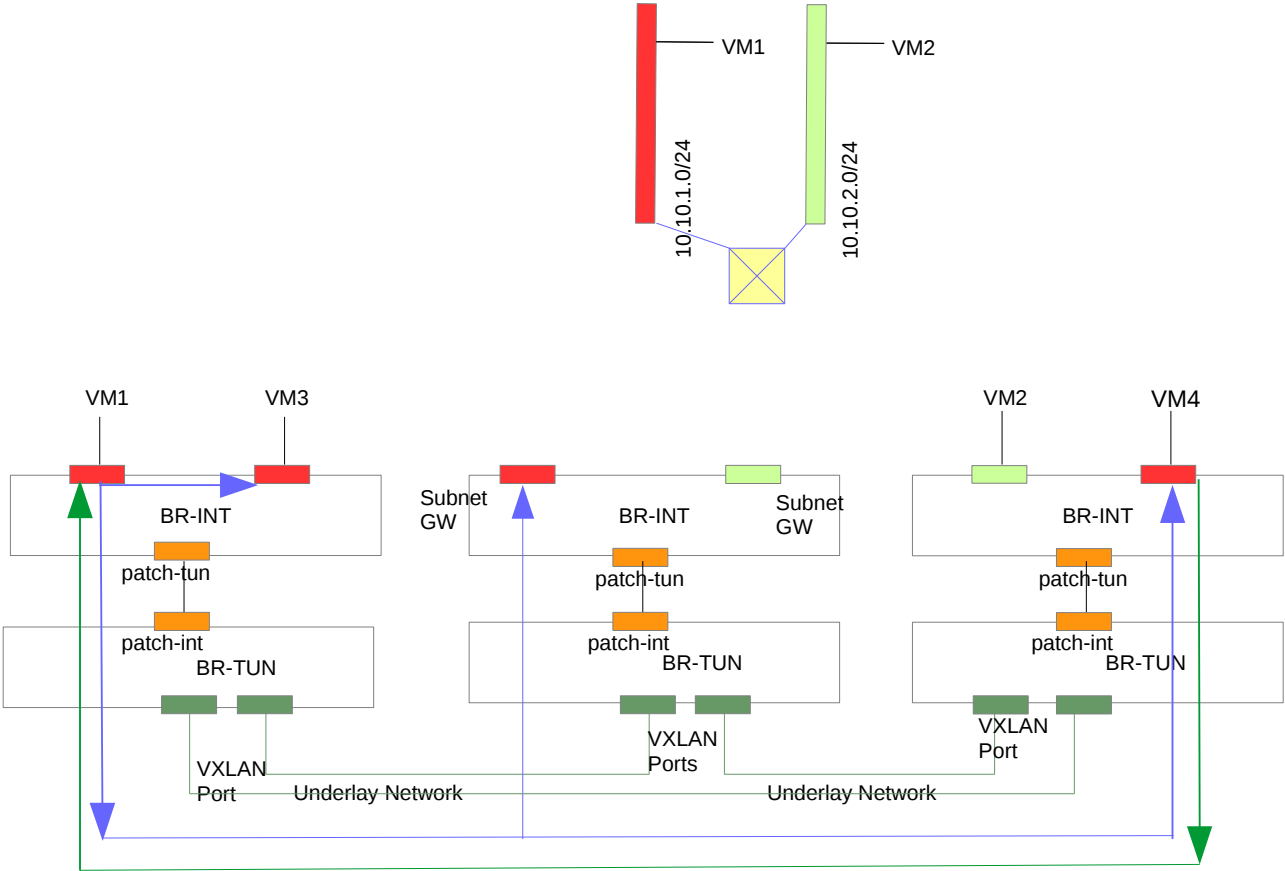 VM1
VM2
10.10.1.0/24
10.10.2.0/24
VM1
VM3
VM2
VM4
Subnet
GW
Subnet
GW
BR-INT
BR-INT
BR-INT
patch-tun
patch-tun
patch-tun
patch-int
patch-int
patch-int
BR-TUN
BR-TUN
BR-TUN
VXLAN
Port
VXLAN
Ports
VXLAN
Port
Underlay Network
Underlay Network